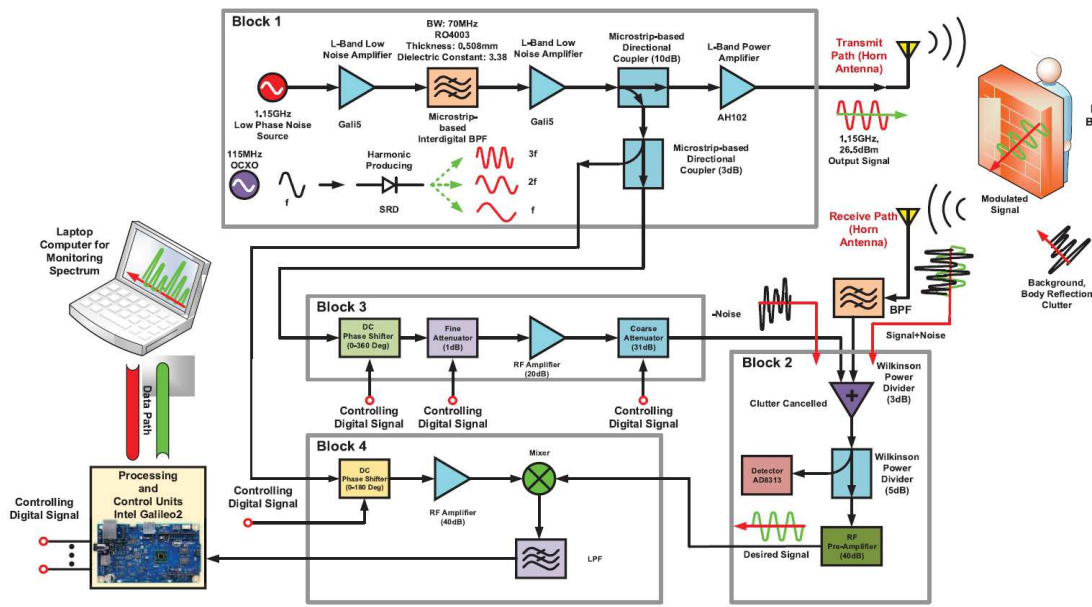 Block 1
L-Band Low
Noise Amplifier
BW: 70MHz
RO4003
Thickness: 0.508mm
Dielectric Constant: 3.38
L-Band Low
Noise Amplifier
Microstrip-based
Directional
Coupler (10dB)
L-Band Power
Amplifier
Transmit
Path (Horn
Antenna)
1.15GHz
Low Phase Noise
Source
Gali5
Microstrip-
based
Interdigital BPF
Gali5
AH102
1.15GHz,
26.5dBm
Output Signal
115MHz
OCXO
f
Harmonic
Producing
SRD
3f
2f
f
Microstrip-based
Directional
Coupler (3dB)
Modulated
Signal
Receive Path
(Horn
Antenna)
Background,
Body Reflection
Clutter
BPF
Laptop
Computer for
Monitoring
Spectrum
Block 3
DC
Phase Shifter
(0-360 Deg)
Fine
Attenuator
(1dB)
RF Amplifier
(20dB)
Coarse
Attenuator
(31dB)
-Noise
Signal+Noise
Controlling
Digital Signal
Controlling
Digital Signal
Controlling
Digital Signal
Block 2
Wilkinson
Power
Divider
(3dB)
Clutter Cancelled
+
Detector
AD8313
Wilkinson
Power
Divider
(5dB)
RF
Pre-Amplifier
(40dB)
Desired Signal
Block 4
DC
Phase Shifter
(0-180 Deg)
RF Amplifier
(40dB)
Mixer
LPF
Controlling
Digital Signal
Data Path
Processing
and
Control Units
Intel Galileo2
Controlling
Digital Signal